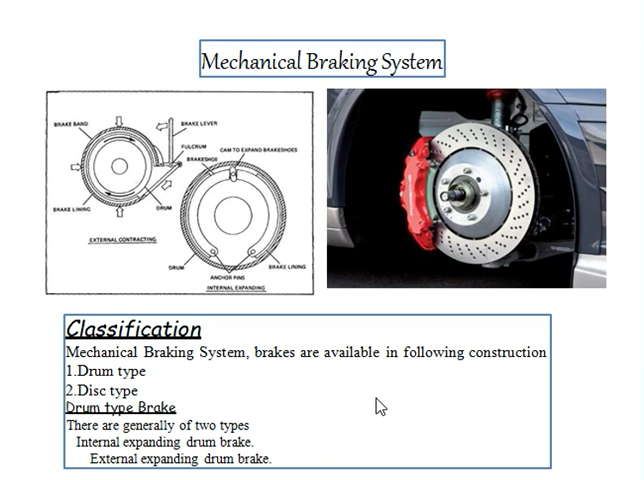 Mechanical Braking System
BRAKE BAND
BRAKE LEVER
FULCRUM
CAM TO EXPAND BRAKESHOES
BRAKESHOE
BRAKE LINING
DRUM
EXTERNAL CONTRACTING
DRUM
BRAKE LINING
ANCHOR PINS
INTERNAL EXPANDING
Classification
Mechanical Braking System, brakes are available in following construction
1.Drum type
2.Disc type
Drum type Brake
There are generally of two types
Internal expanding drum brake.
External expanding drum brake.